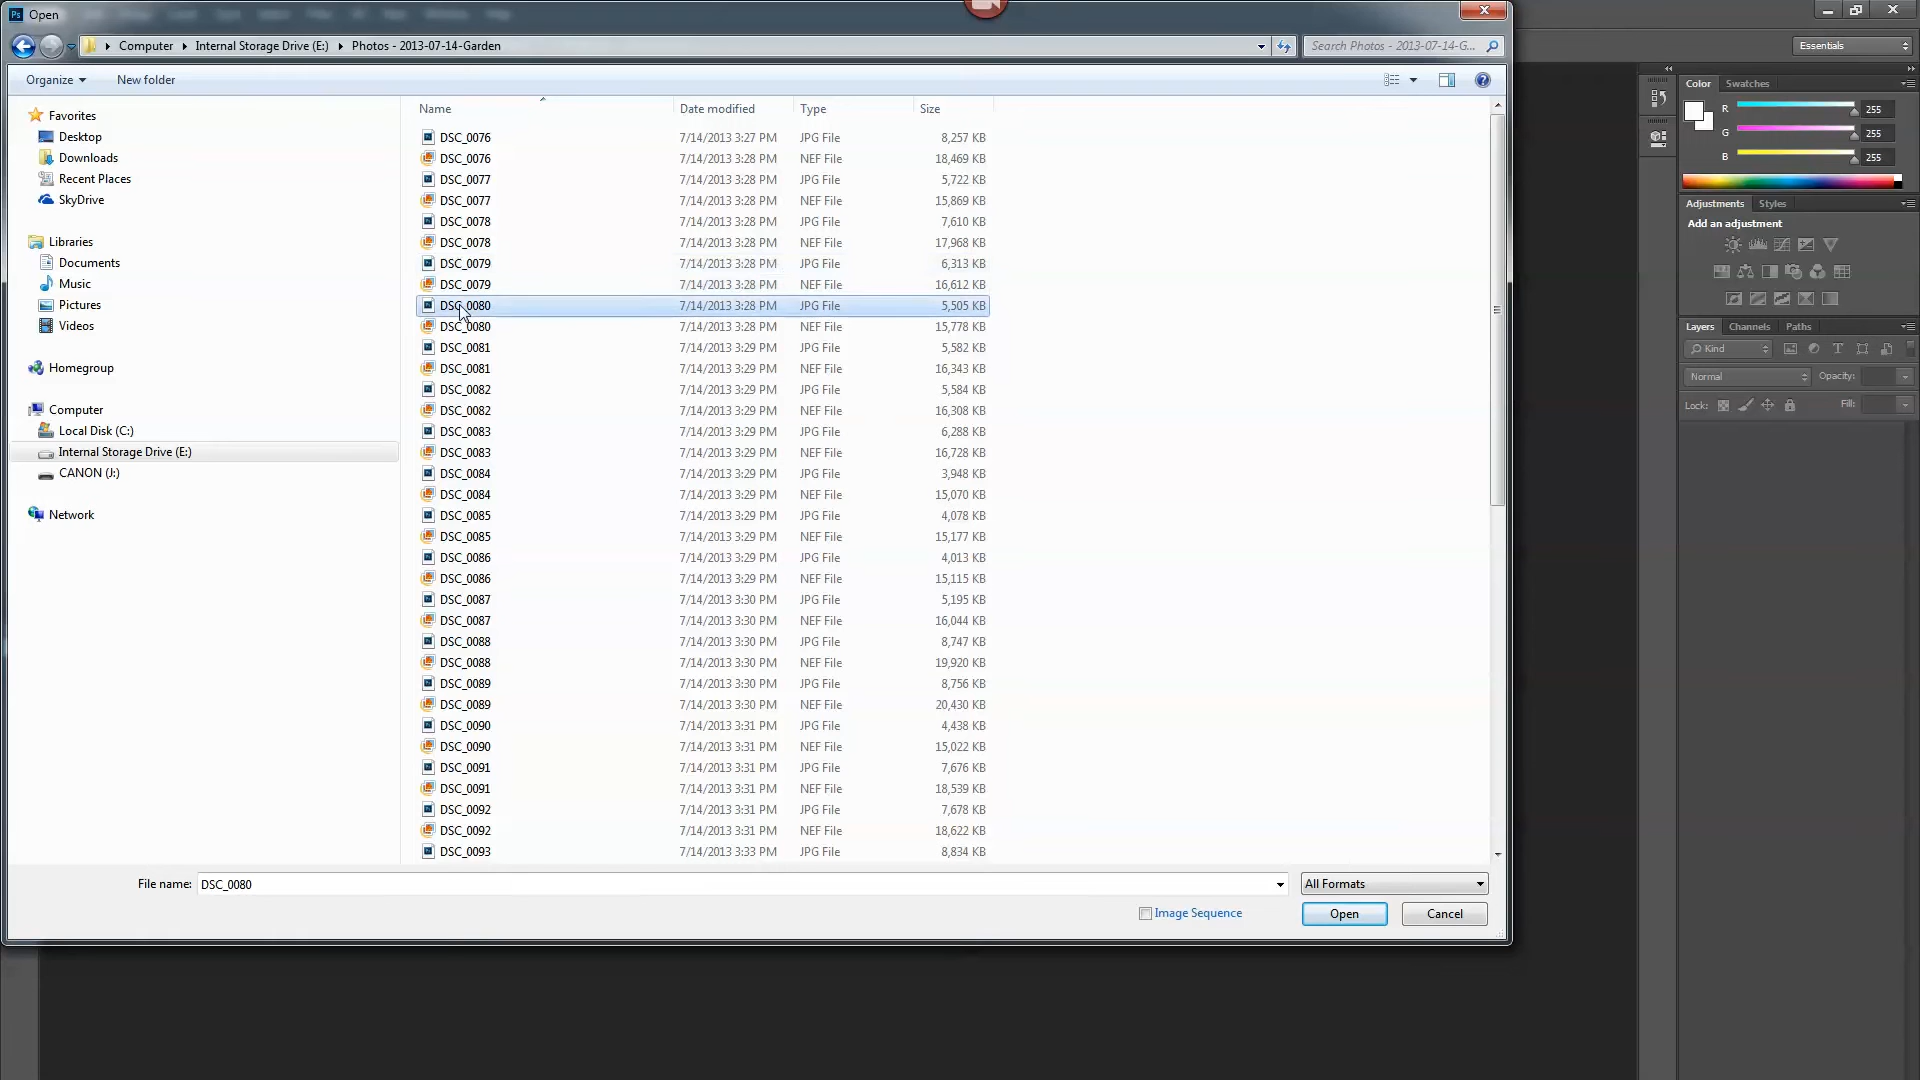 Ps Open
Computer Internal Storage Drive (E:) Photos - 2013-07-14-Garden
Search Photos - 2013-07-14-G...
Essentials
Organize New folder
Favorites
Desktop
Downloads
Recent Places
SkyDrive
Libraries
Documents
Music
Pictures
Videos
Homegroup
Computer
Local Disk (C:)
Internal Storage Drive (E:)
CANON (J:)
Network
Name Date modified Type Size
DSC_0076 7/14/2013 3:27 PM JPG File 8,257 KB
DSC_0076 7/14/2013 3:28 PM NEF File 18,469 KB
DSC_0077 7/14/2013 3:28 PM JPG File 5,722 KB
DSC_0077 7/14/2013 3:28 PM NEF File 15,869 KB
DSC_0078 7/14/2013 3:28 PM JPG File 7,610 KB
DSC_0078 7/14/2013 3:28 PM NEF File 17,968 KB
DSC_0079 7/14/2013 3:28 PM JPG File 6,313 KB
DSC_0079 7/14/2013 3:28 PM NEF File 16,612 KB
DSC_0080 7/14/2013 3:28 PM JPG File 5,505 KB
DSC_0080 7/14/2013 3:28 PM NEF File 15,778 KB
DSC_0081 7/14/2013 3:29 PM JPG File 5,582 KB
DSC_0081 7/14/2013 3:29 PM NEF File 16,343 KB
DSC_0082 7/14/2013 3:29 PM JPG File 5,584 KB
DSC_0082 7/14/2013 3:29 PM NEF File 16,308 KB
DSC_0083 7/14/2013 3:29 PM JPG File 6,288 KB
DSC_0083 7/14/2013 3:29 PM NEF File 16,728 KB
DSC_0084 7/14/2013 3:29 PM JPG File 3,948 KB
DSC_0084 7/14/2013 3:29 PM NEF File 15,070 KB
DSC_0085 7/14/2013 3:29 PM JPG File 4,078 KB
DSC_0085 7/14/2013 3:29 PM NEF File 15,177 KB
DSC_0086 7/14/2013 3:29 PM JPG File 4,013 KB
DSC_0086 7/14/2013 3:29 PM NEF File 15,115 KB
DSC_0087 7/14/2013 3:30 PM JPG File 5,195 KB
DSC_0087 7/14/2013 3:30 PM NEF File 16,044 KB
DSC_0088 7/14/2013 3:30 PM JPG File 8,747 KB
DSC_0088 7/14/2013 3:30 PM NEF File 19,920 KB
DSC_0089 7/14/2013 3:30 PM JPG File 8,756 KB
DSC_0089 7/14/2013 3:30 PM NEF File 20,430 KB
DSC_0090 7/14/2013 3:31 PM JPG File 4,438 KB
DSC_0090 7/14/2013 3:31 PM NEF File 15,022 KB
DSC_0091 7/14/2013 3:31 PM JPG File 7,676 KB
DSC_0091 7/14/2013 3:31 PM NEF File 18,539 KB
DSC_0092 7/14/2013 3:31 PM JPG File 7,678 KB
DSC_0092 7/14/2013 3:31 PM NEF File 18,622 KB
DSC_0093 7/14/2013 3:33 PM JPG File 8,834 KB
File name: DSC_0080
All Formats
Image Sequence
Open Cancel
Color Swatches
R 255
G 255
B 255
Adjustments Styles
Add an adjustment
Layers Channels Paths
Kind
Normal Opacity:
Lock: Fill: